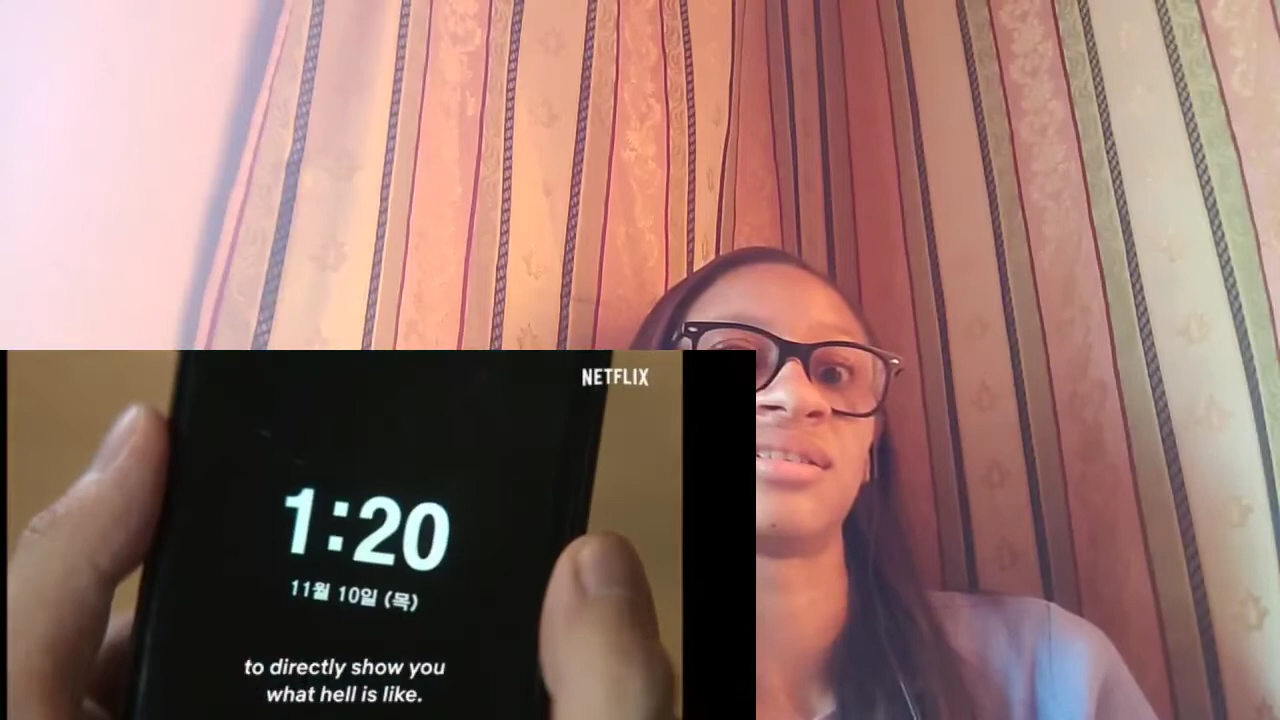 NETFLIX
1:20
11월 10일 (목)
to directly show you
what hell is like.